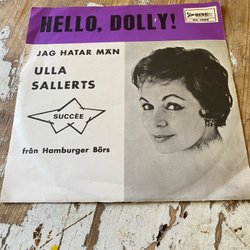 HELLO, DOLLY!
JAG HATAR MÄN
ULLA
SALLERTS
SUCCÉE
från Hamburger Börs